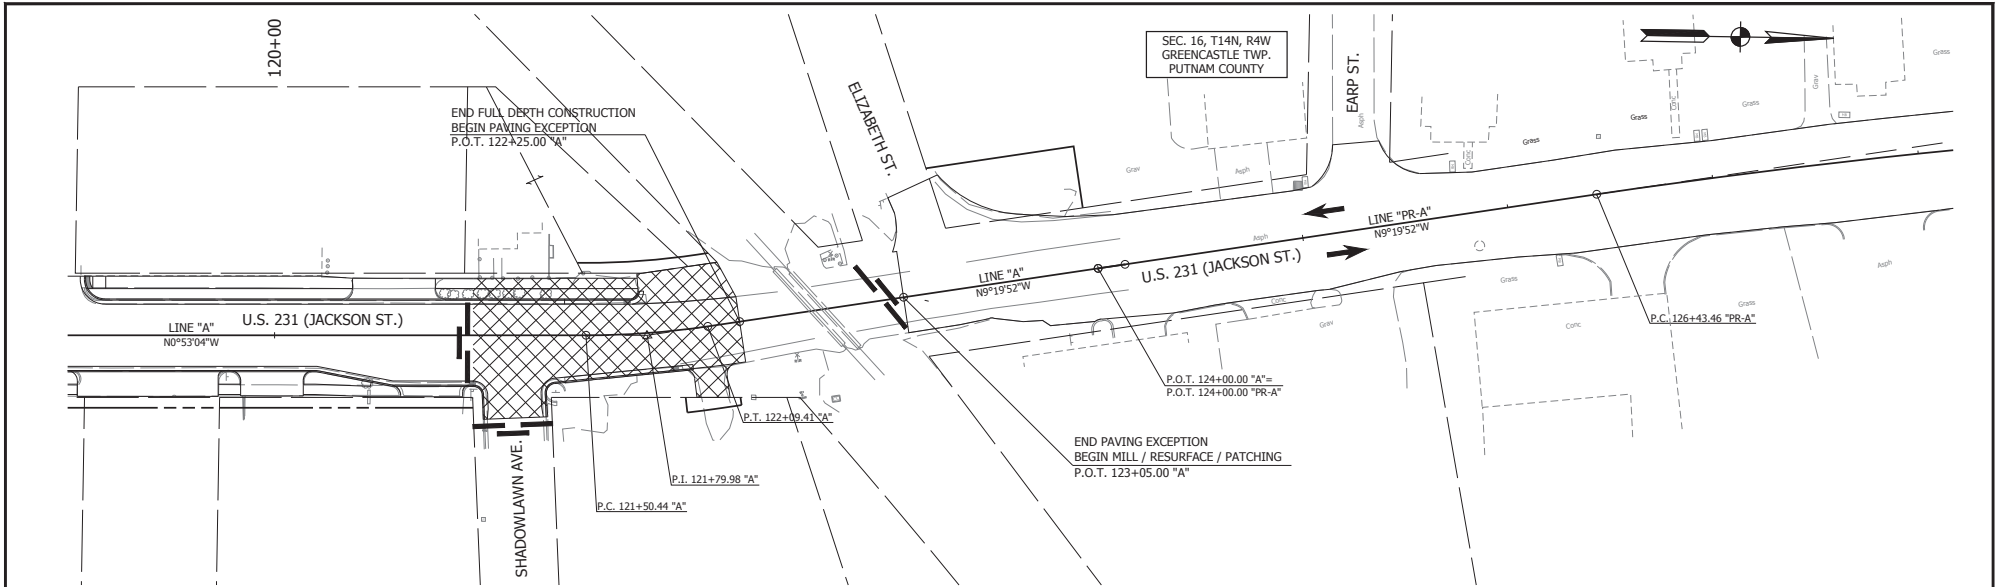 120+00
END FULL DEPTH CONSTRUCTION
BEGIN PAVING EXCEPTION
P.O.T. 122+25.00 "A"
ELIZABETH ST.
SEC. 16, T14N, R4W
GREENCASTLE TWP.
PUTNAM COUNTY
EARP ST.
Asph
Grav
Asph
Conc
Grass
Grass
Conc
Grass
Grav
Grass
LINE "A"
N0°53'04"W
U.S. 231 (JACKSON ST.)
LINE "A"
N9°19'52"W
Asph
U.S. 231 (JACKSON ST.)
LINE "PR-A"
N9°19'52"W
Conc
Grav
Grass
Conc
Grass
Asph
P.C. 126+43.46 "PR-A"
P.O.T. 124+00.00 "A"=
P.O.T. 124+00.00 "PR-A"
P.T. 122+09.41 "A"
END PAVING EXCEPTION
BEGIN MILL / RESURFACE / PATCHING
P.O.T. 123+05.00 "A"
P.I. 121+79.98 "A"
P.C. 121+50.44 "A"
SHADOWLAWN AVE.